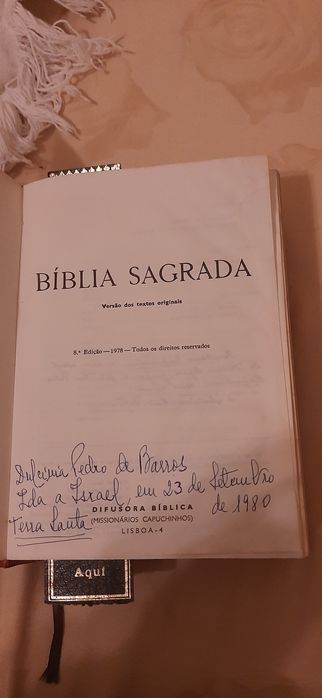 BÍBLIA SAGRADA
Versão dos textos originais
8.ª Edição — 1978 — Todos os direitos reservados
Dulcínia Pedro de Barros
Ida a Israel, em 23 de Setembro
de 1980
Terra Santa
DIFUSORA BÍBLICA
(MISSIONÁRIOS CAPUCHINHOS)
LISBOA-4
Aqui